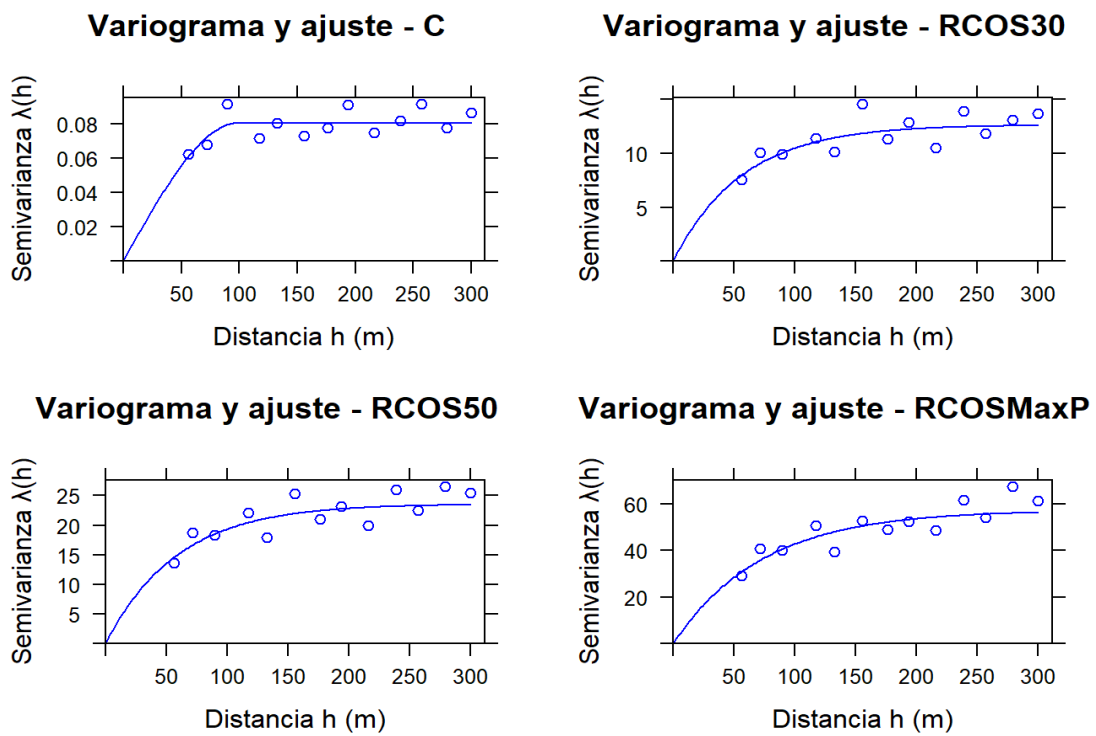 Variograma y ajuste - C
Semivarianza λ(h)
0.08
0.06
0.04
0.02
50 100 150 200 250 300
Distancia h (m)
Variograma y ajuste - RCOS30
Semivarianza λ(h)
10
5
50 100 150 200 250 300
Distancia h (m)
Variograma y ajuste - RCOS50
Semivarianza λ(h)
25
20
15
10
5
50 100 150 200 250 300
Distancia h (m)
Variograma y ajuste - RCOSMaxP
Semivarianza λ(h)
60
40
20
50 100 150 200 250 300
Distancia h (m)